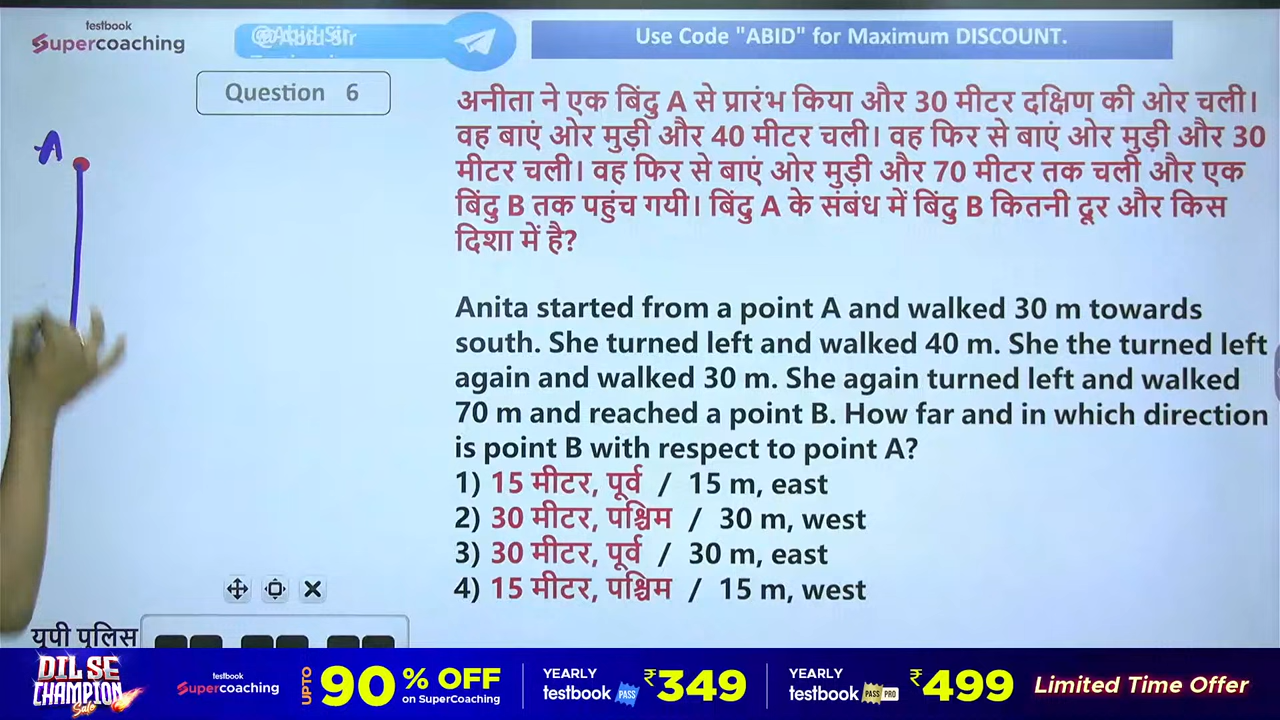 testbook
Supercoaching
@Abid Sir
Use Code "ABID" for Maximum DISCOUNT.
Question 6
A
अनीता ने एक बिंदु A से प्रारंभ किया और 30 मीटर दक्षिण की ओर चली।
वह बाएं ओर मुड़ी और 40 मीटर चली। वह फिर से बाएं ओर मुड़ी और 30
मीटर चली। वह फिर से बाएं ओर मुड़ी और 70 मीटर तक चली और एक
बिंदु B तक पहुंच गयी। बिंदु A के संबंध में बिंदु B कितनी दूर और किस
दिशा में है?
Anita started from a point A and walked 30 m towards
south. She turned left and walked 40 m. She the turned left
again and walked 30 m. She again turned left and walked
70 m and reached a point B. How far and in which direction
is point B with respect to point A?
1) 15 मीटर, पूर्व / 15 m, east
2) 30 मीटर, पश्चिम / 30 m, west
3) 30 मीटर, पूर्व / 30 m, east
4) 15 मीटर, पश्चिम / 15 m, west
यूपी पुलिस
DIL SE
CHAMPION
Sale
testbook
Supercoaching
UPTO
90% OFF
on SuperCoaching
YEARLY
testbook PASS
₹349
YEARLY
testbook PASS PRO
₹499
Limited Time Offer